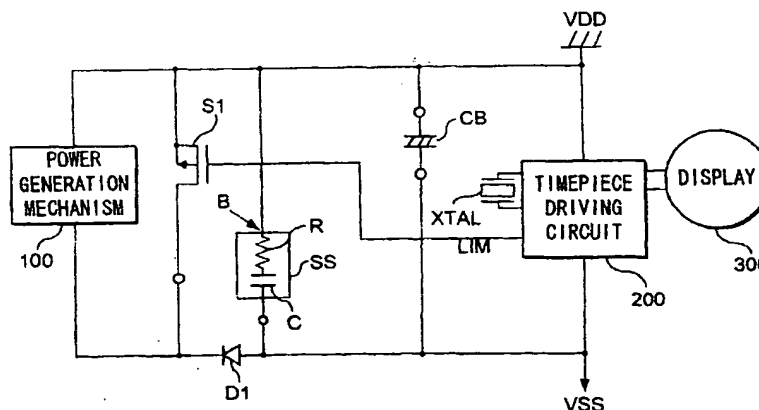 VDD
S1
CB
POWER
GENERATION
MECHANISM
100
B
R
SS
C
D1
XTAL
LIM
TIMEPIECE
DRIVING
CIRCUIT
200
DISPLAY
300
VSS